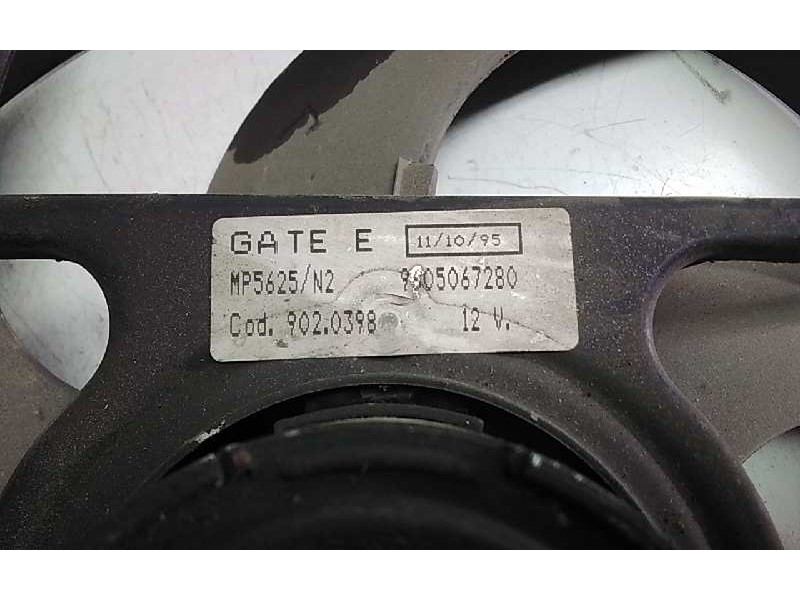 GATE E 11/10/95
MP5625/N2 9605067280
Cod. 902.0398 12 V.